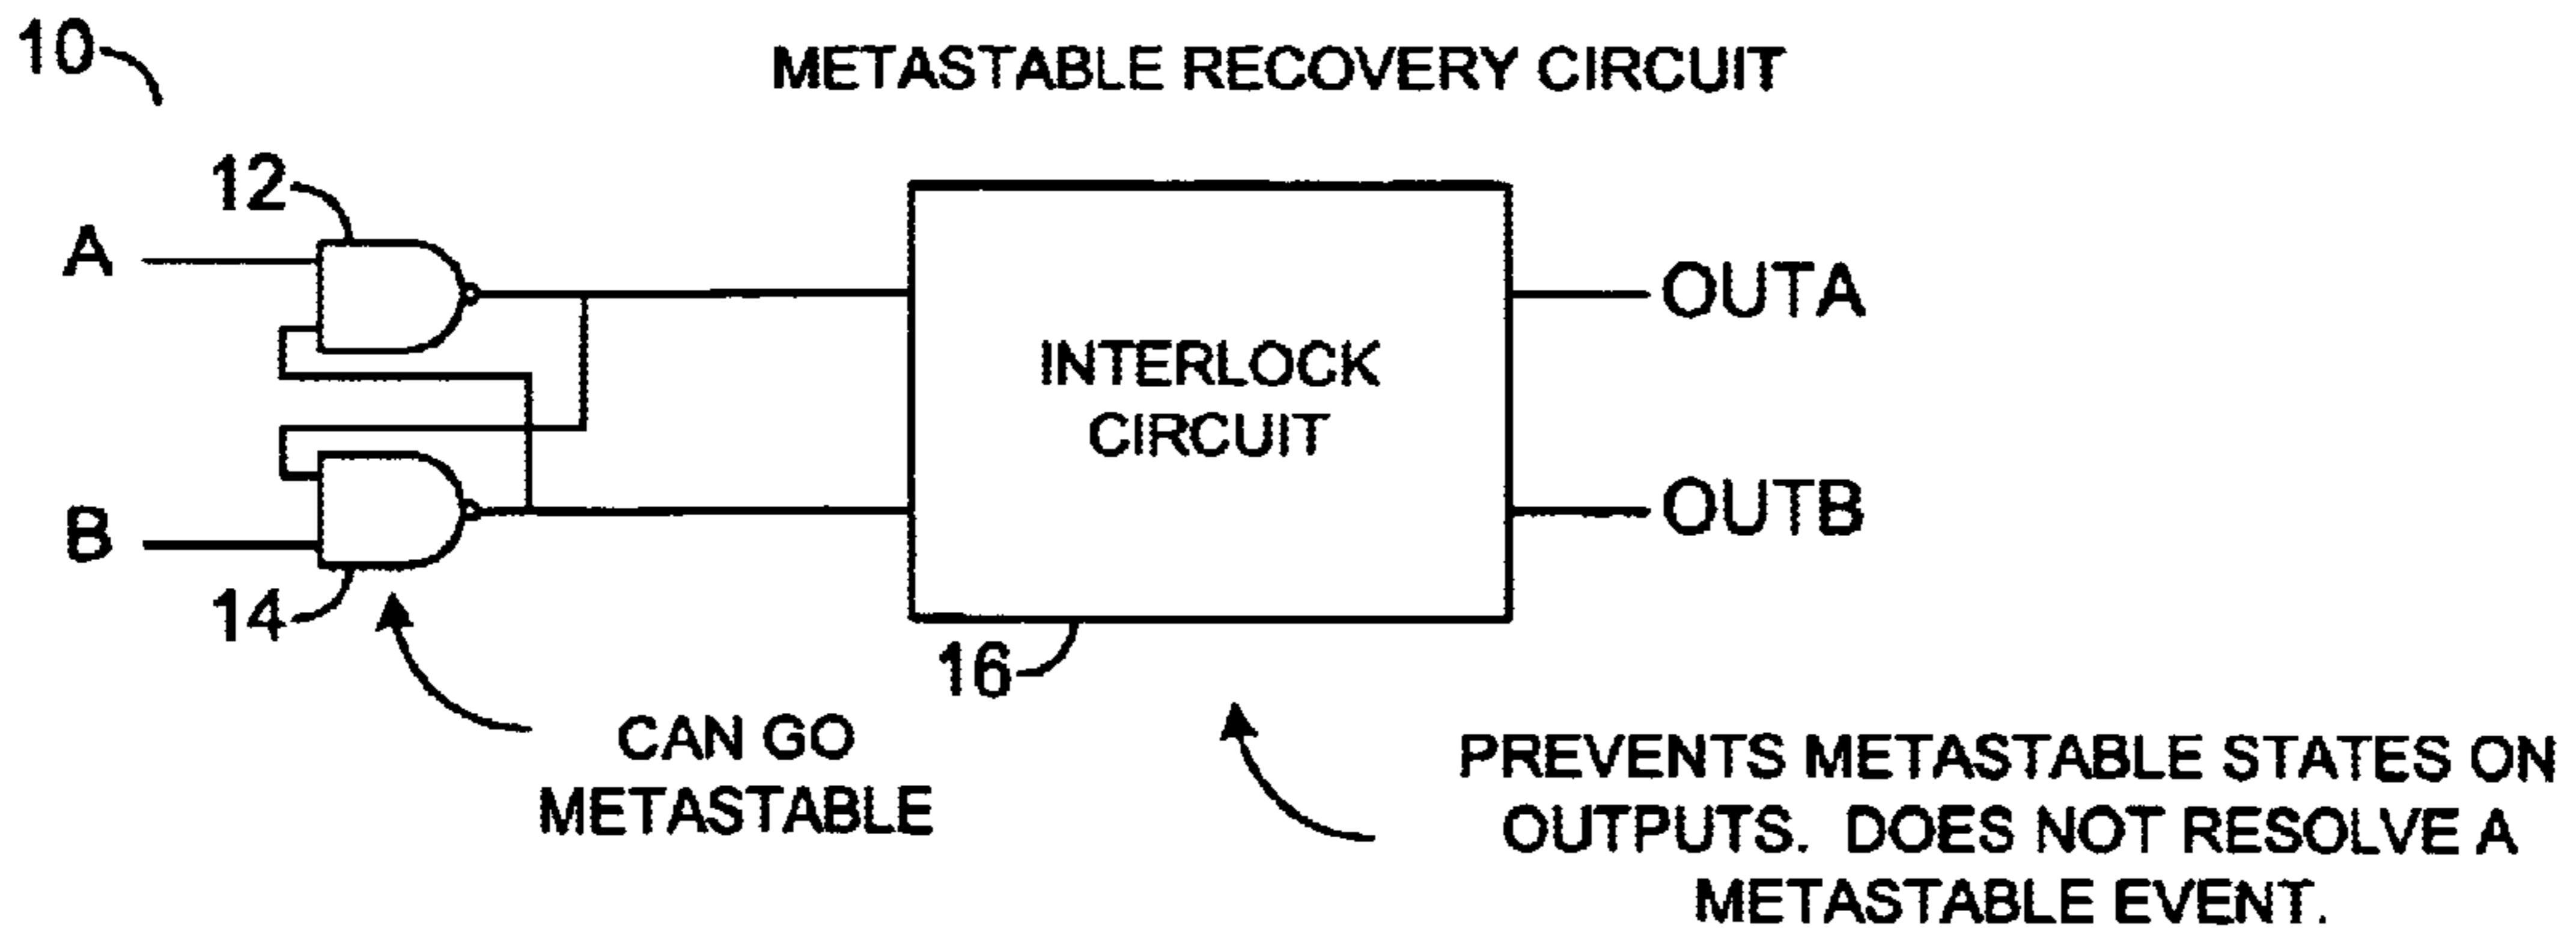 10
METASTABLE RECOVERY CIRCUIT
12
A
OUTA
INTERLOCK
CIRCUIT
B
OUTB
14
16
CAN GO
METASTABLE
PREVENTS METASTABLE STATES ON
OUTPUTS. DOES NOT RESOLVE A
METASTABLE EVENT.